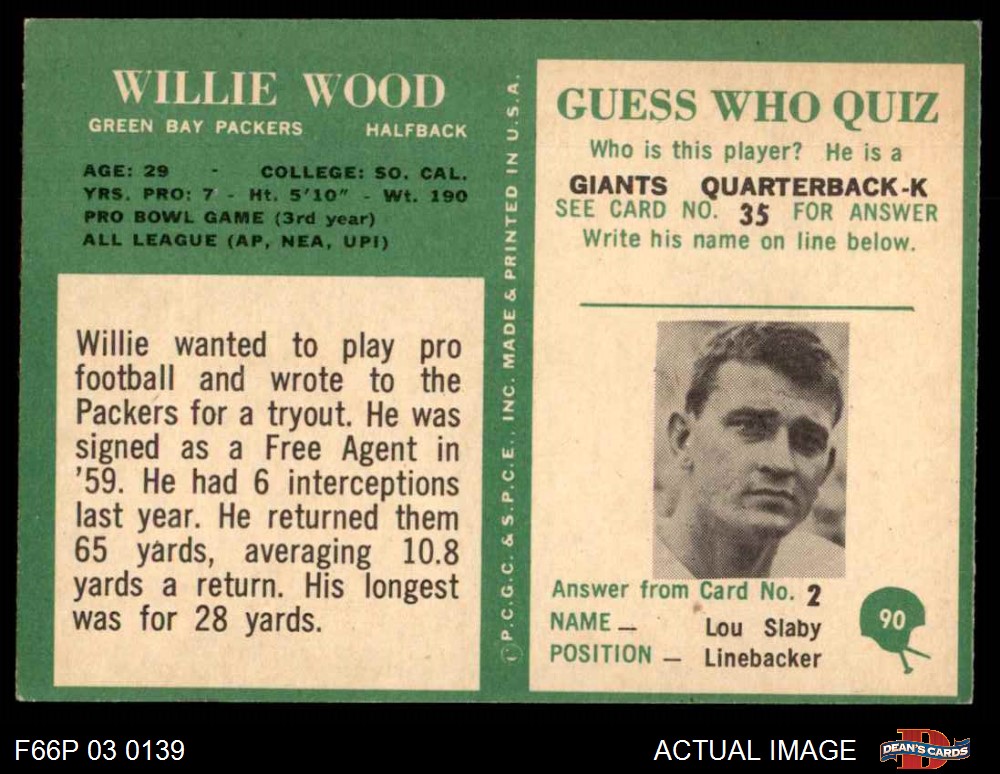 WILLIE WOOD
GREEN BAY PACKERS HALFBACK
AGE: 29 - COLLEGE: SO. CAL.
YRS. PRO: 7 - Ht. 5'10" - Wt. 190
PRO BOWL GAME (3rd year)
ALL LEAGUE (AP, NEA, UPI)
Willie wanted to play pro
football and wrote to the
Packers for a tryout. He was
signed as a Free Agent in
'59. He had 6 interceptions
last year. He returned them
65 yards, averaging 10.8
yards a return. His longest
was for 28 yards.
©P.C.G.C. & S.P.C.E., INC. MADE & PRINTED IN U.S.A.
GUESS WHO QUIZ
Who is this player? He is a
GIANTS QUARTERBACK-K
SEE CARD NO. 35 FOR ANSWER
Write his name on line below.
Answer from Card No. 2
NAME — Lou Slaby
POSITION — Linebacker
90
F66P 03 0139
ACTUAL IMAGE
D
DEAN'S CARDS